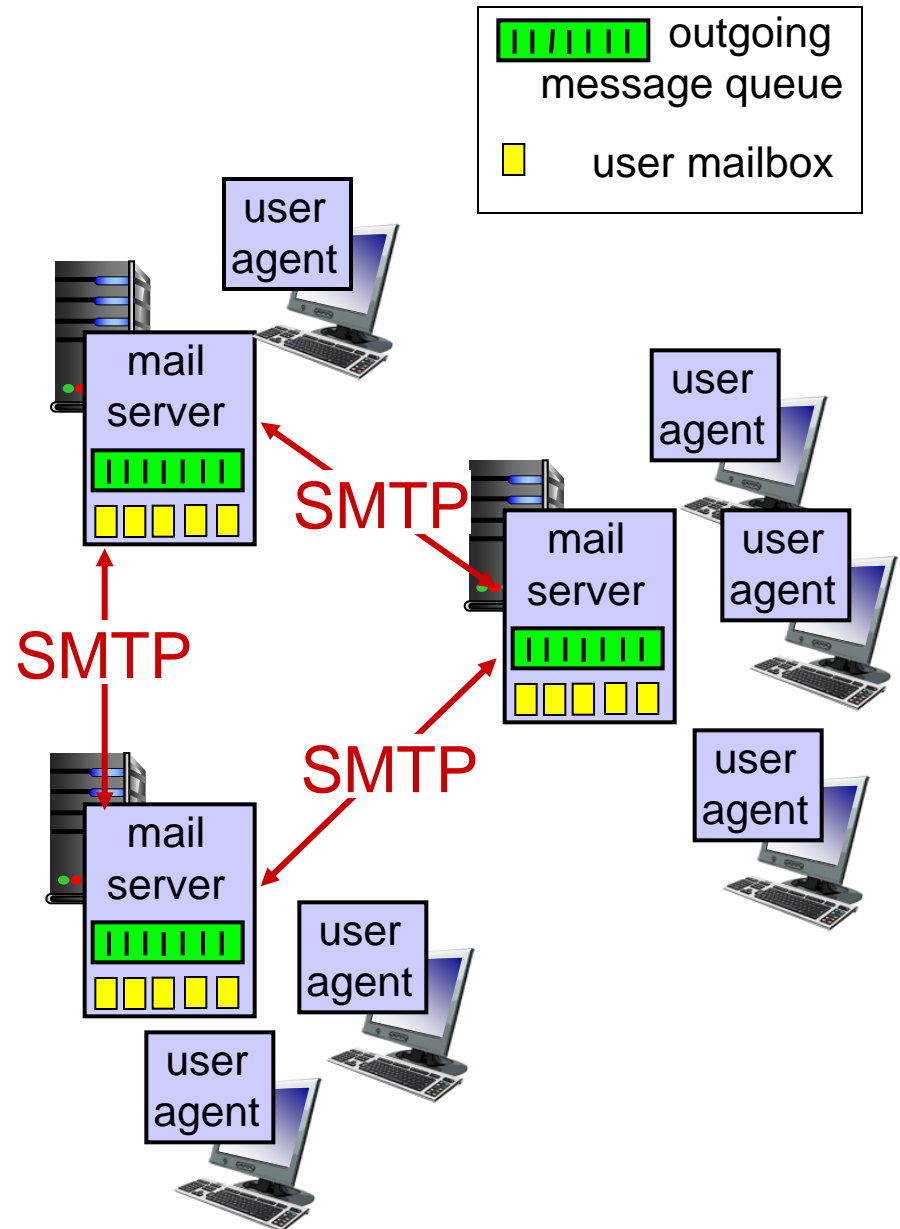 outgoing
message queue
user mailbox
user
agent
mail
server
user
agent
SMTP
mail
server
user
agent
SMTP
SMTP
user
agent
mail
server
user
agent
user
agent